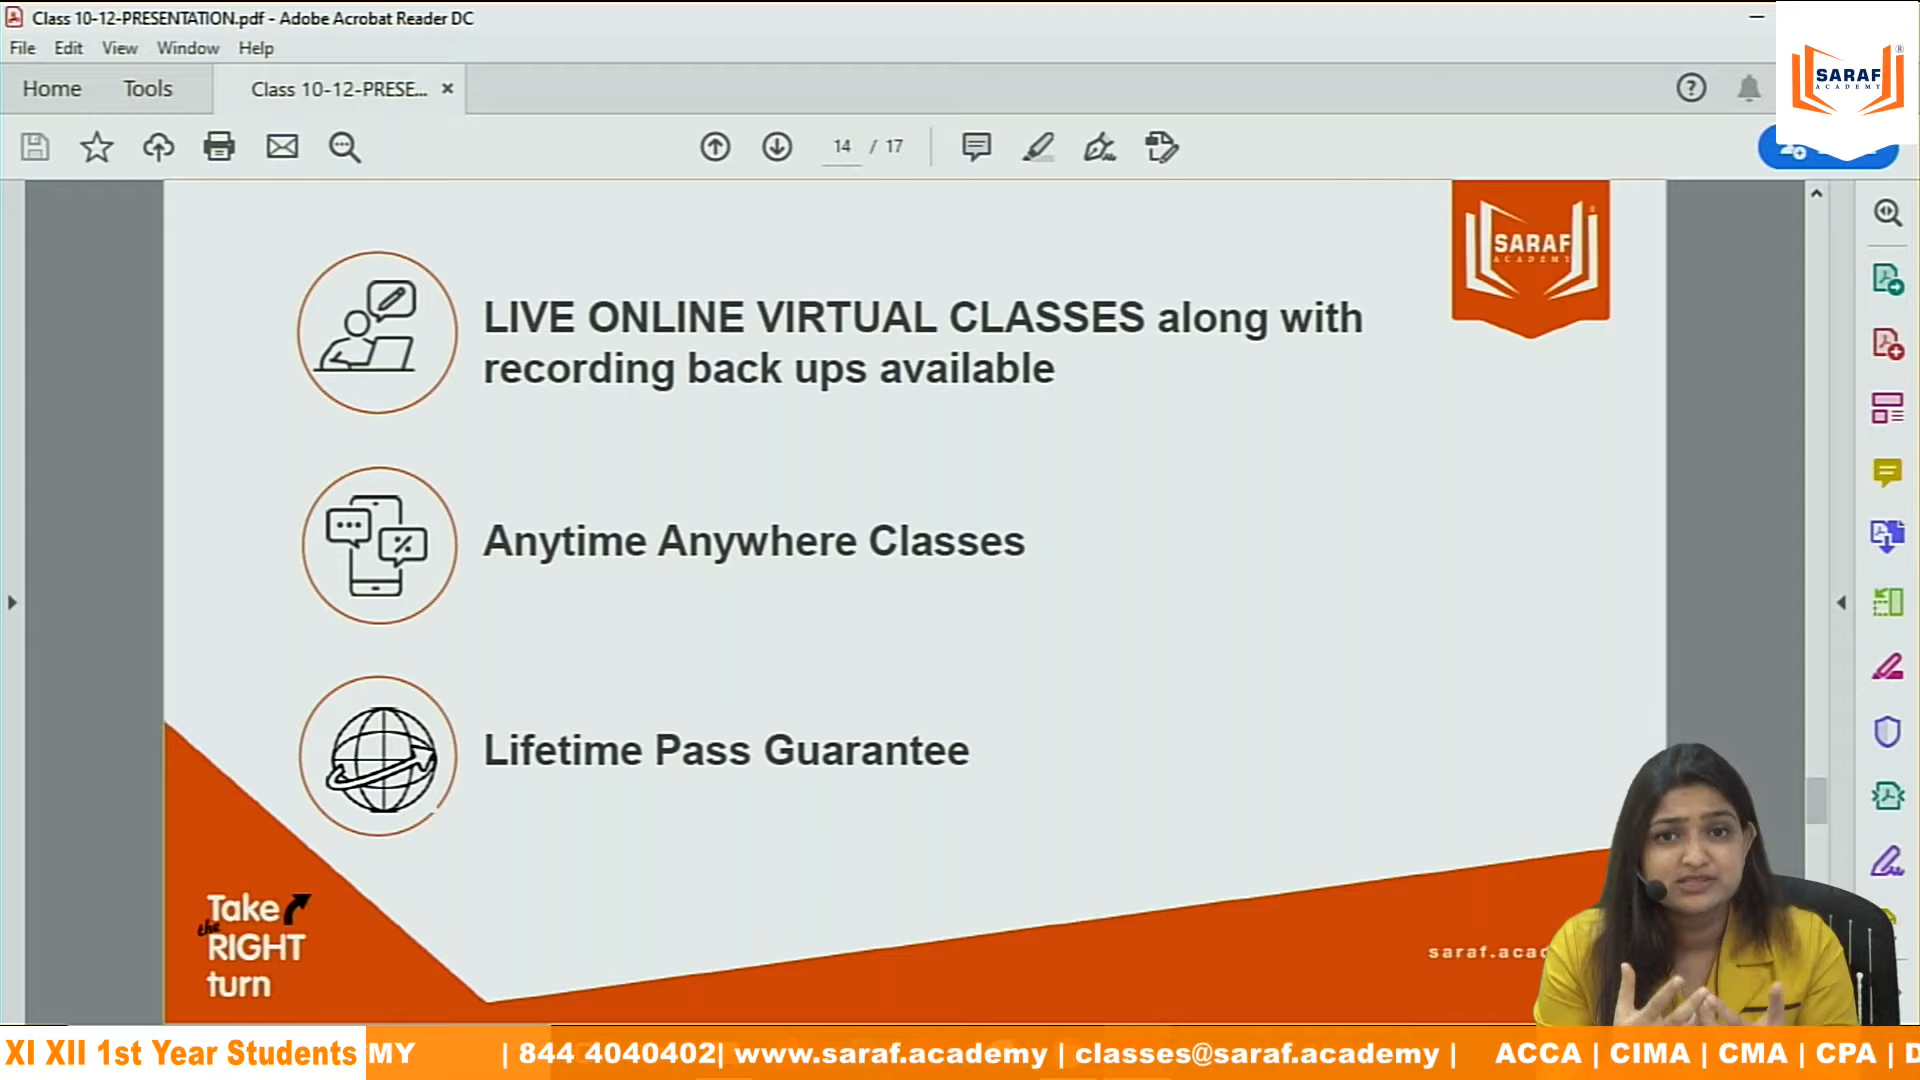 Class 10-12-PRESENTATION.pdf - Adobe Acrobat Reader DC
File Edit View Window Help
Home Tools Class 10-12-PRESE... ×
SARAF
ACADEMY
14 / 17
SARAF
ACADEMY
LIVE ONLINE VIRTUAL CLASSES along with
recording back ups available
Anytime Anywhere Classes
Lifetime Pass Guarantee
Take
the
RIGHT
turn
XI XII 1st Year Students MY | 844 4040402| www.saraf.academy | classes@saraf.academy | ACCA | CIMA | CMA | CPA |